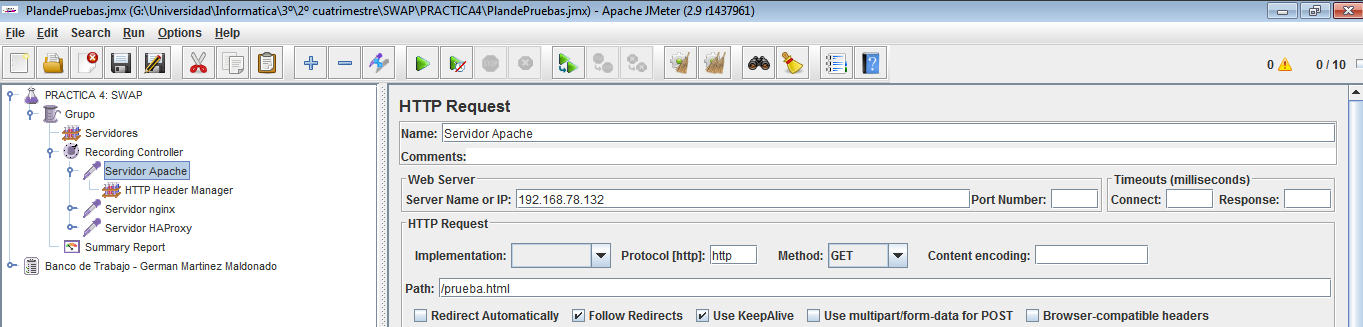 PlandePruebas.jmx (G:\Universidad\Informatica\3º\2º cuatrimestre\SWAP\PRACTICA4\PlandePruebas.jmx) - Apache JMeter (2.9 r1437961)
File Edit Search Run Options Help
0 0 / 10
PRACTICA 4: SWAP
Grupo
Servidores
Recording Controller
Servidor Apache
HTTP Header Manager
Servidor nginx
Servidor HAProxy
Summary Report
Banco de Trabajo - German Martinez Maldonado
HTTP Request
Name: Servidor Apache
Comments:
Web Server
Server Name or IP: 192.168.78.132 Port Number:
Timeouts (milliseconds)
Connect: Response:
HTTP Request
Implementation: Protocol [http]: http Method: GET Content encoding:
Path: /prueba.html
Redirect Automatically Follow Redirects Use KeepAlive Use multipart/form-data for POST Browser-compatible headers